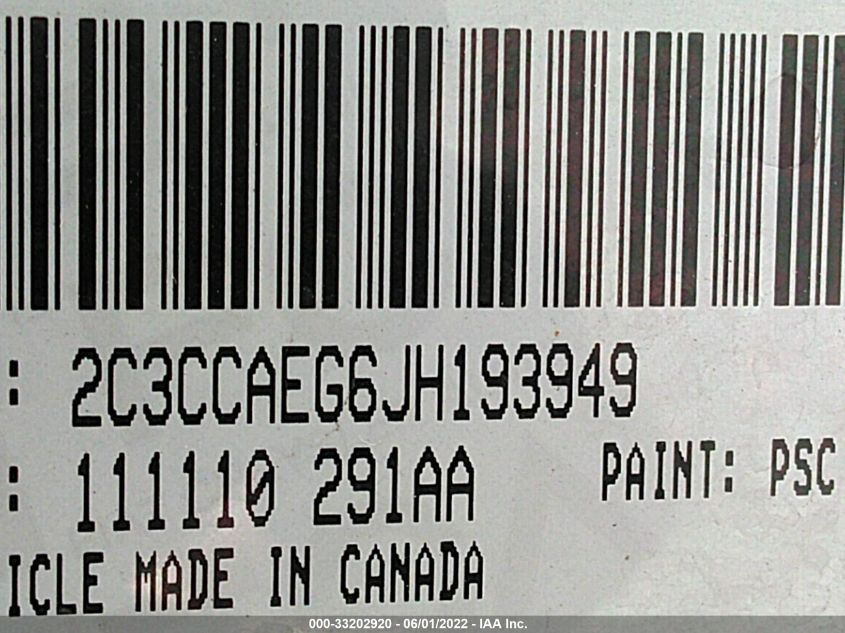 : 2C3CCAEG6JH193949
: 111110 291AA PAINT: PSC
ICLE MADE IN CANADA
000-33202920 - 06/01/2022 - IAA Inc.